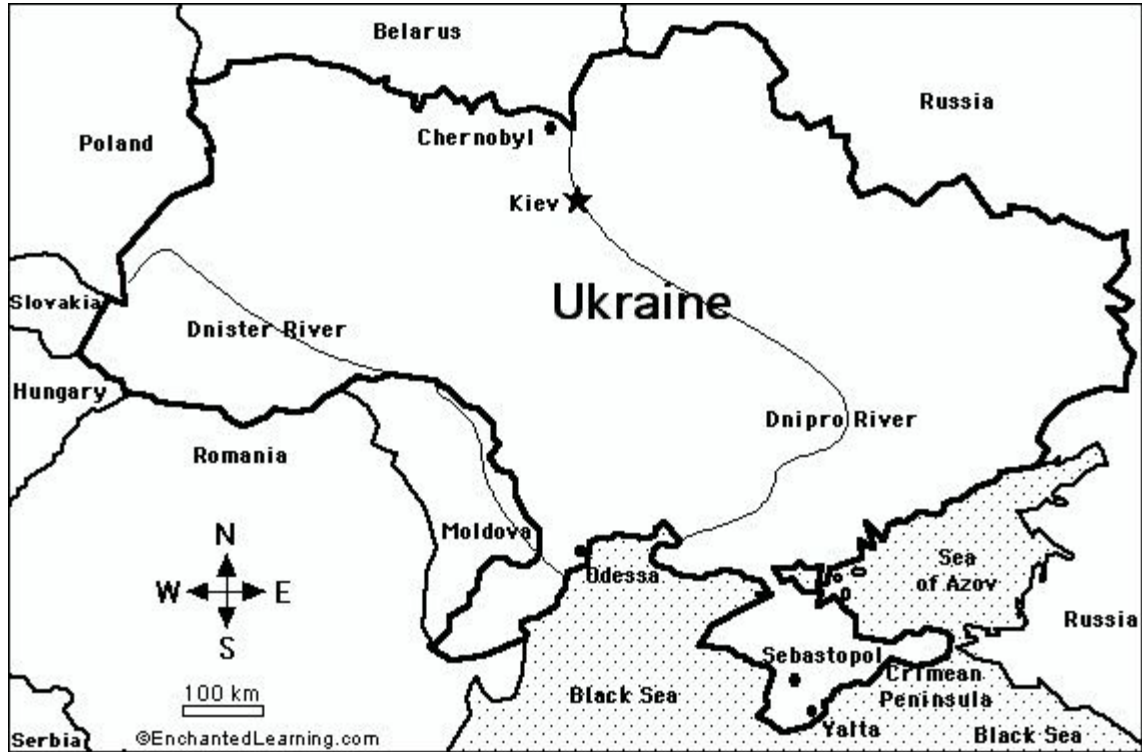 Belarus
Russia
Chernobyl
Poland
Kiev
Slovakia
Ukraine
Dnister River
Hungary
Dnipro River
Romania
N
Moldova
Sea
of Azov
Odessa
W E
Russia
S
Sebastopol
Crimean
Peninsula
100 km
Black Sea
Yalta
Black Sea
Serbia
©EnchantedLearning.com